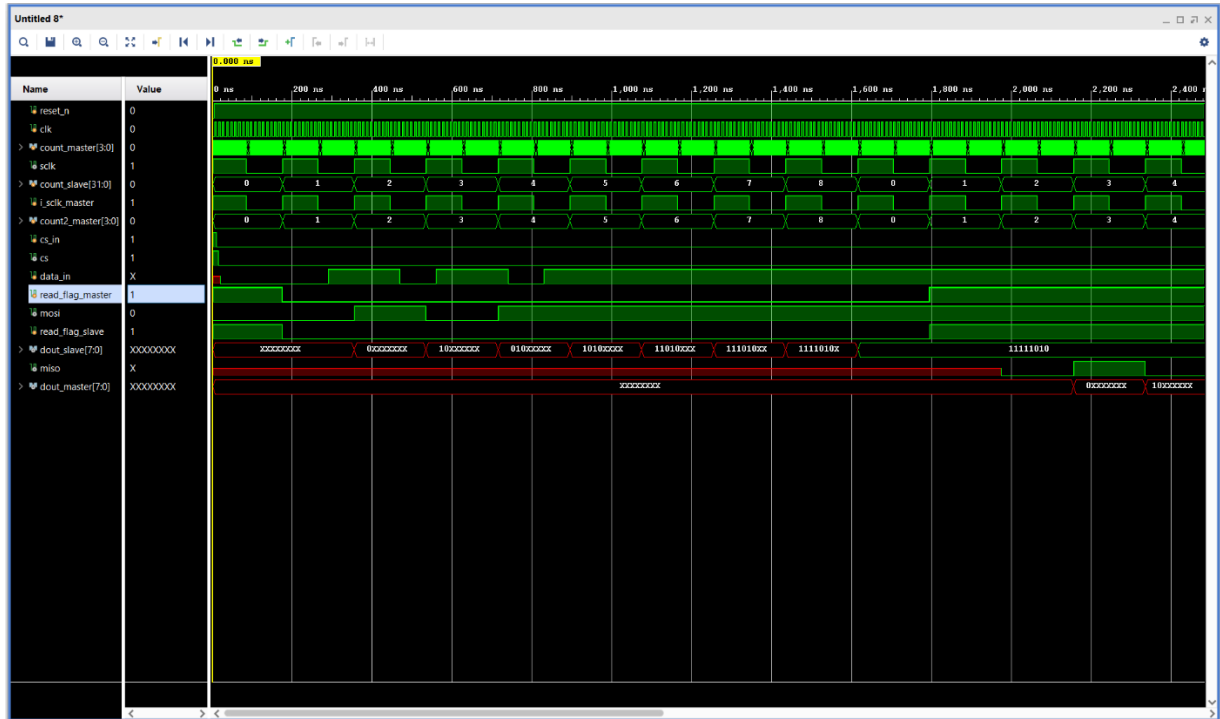 Untitled 8*
0.000 ns
Name Value
0 ns 200 ns 400 ns 600 ns 800 ns 1,000 ns 1,200 ns 1,400 ns 1,600 ns 1,800 ns 2,000 ns 2,200 ns 2,400
reset_n 0
clk 0
count_master[3:0] 0
sclk 1
count_slave[31:0] 0 0 1 2 3 4 5 6 7 8 0 1 2 3 4
i_sclk_master 1
count2_master[3:0] 0 0 1 2 3 4 5 6 7 8 0 1 2 3 4
cs_in 1
cs 1
data_in X
read_flag_master 1
mosi 0
read_flag_slave 1
dout_slave[7:0] XXXXXXXX XXXXXXXX 0XXXXXXX 10XXXXXX 010XXXXX 1010XXXX 11010XXX 111010XX 1111010X 11111010
miso X
dout_master[7:0] XXXXXXXX XXXXXXXX 0XXXXXXX 10XXXXXX